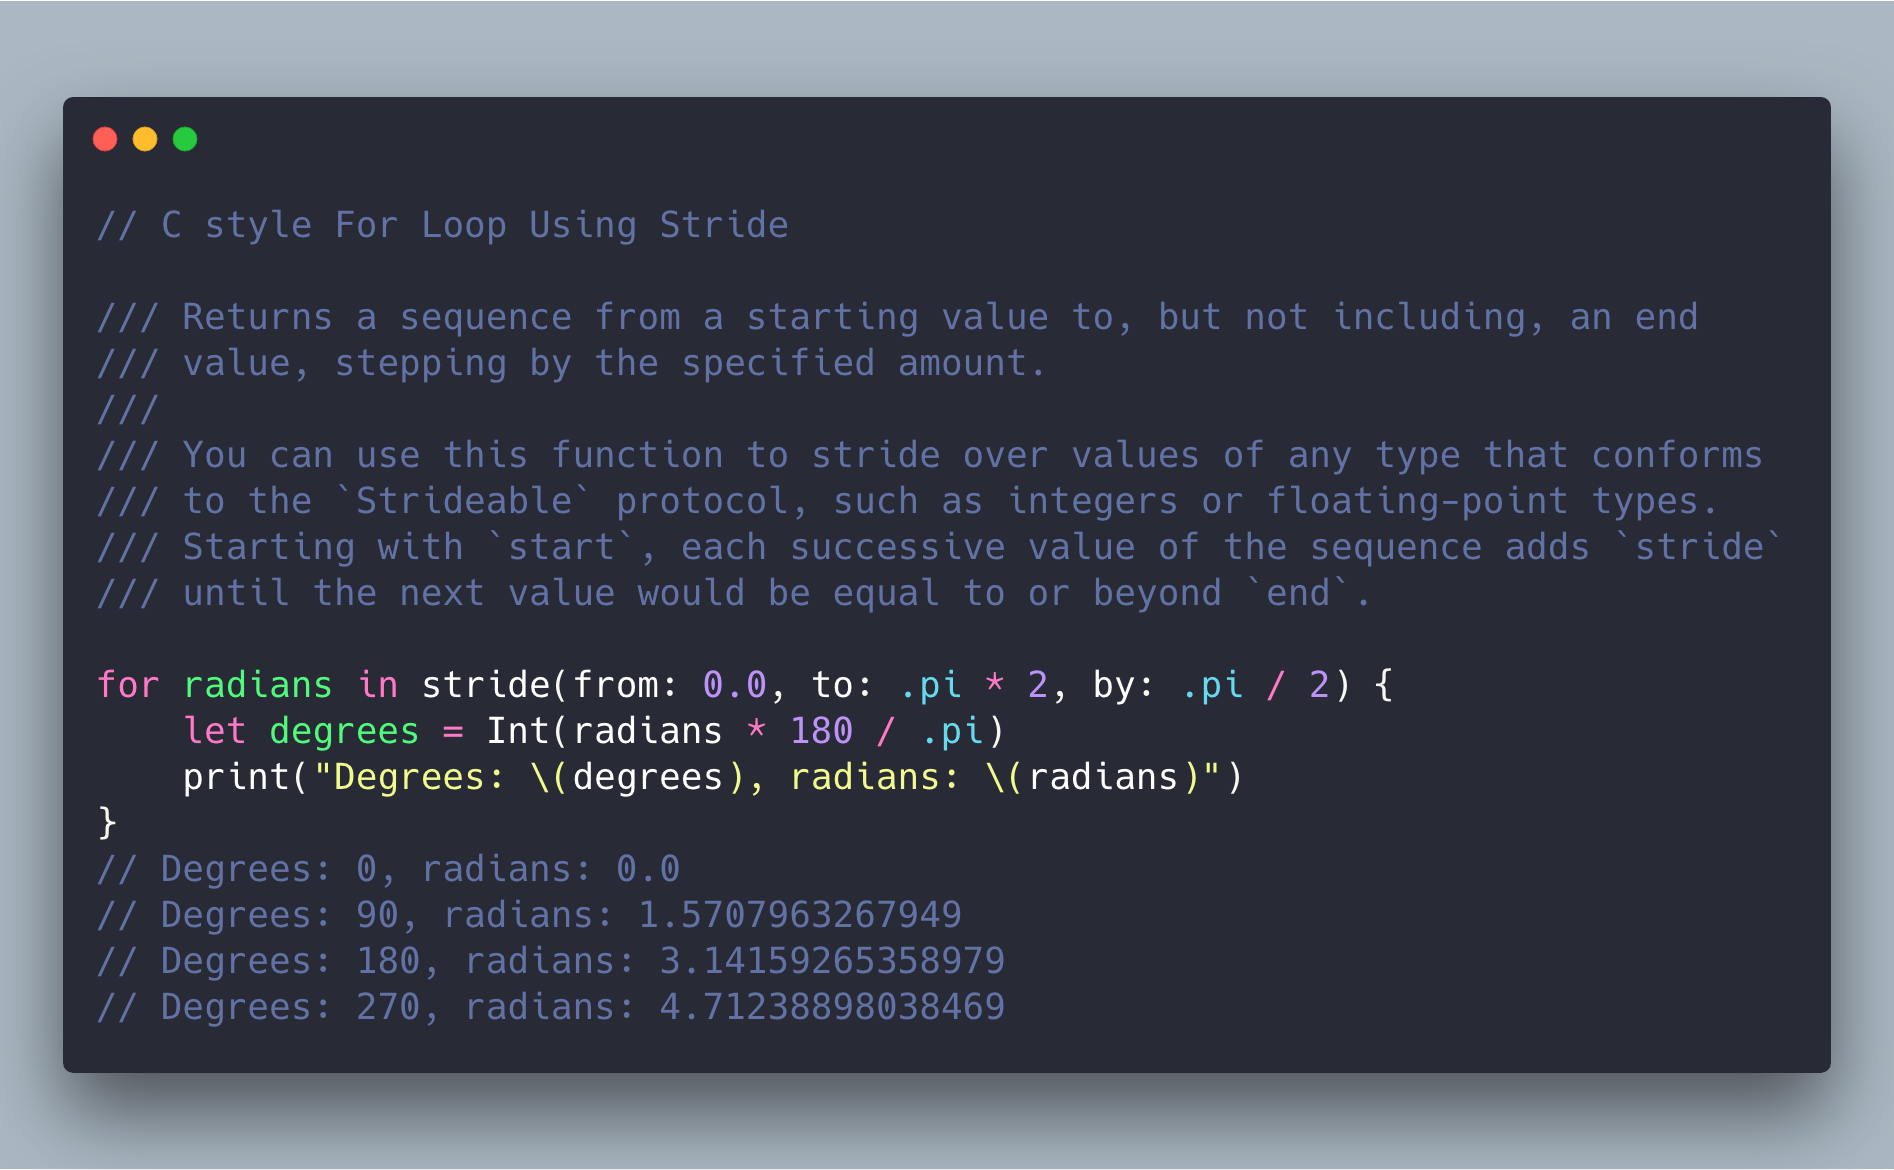 // C style For Loop Using Stride

/// Returns a sequence from a starting value to, but not including, an end
/// value, stepping by the specified amount.
///
/// You can use this function to stride over values of any type that conforms
/// to the `Strideable` protocol, such as integers or floating-point types.
/// Starting with `start`, each successive value of the sequence adds `stride`
/// until the next value would be equal to or beyond `end`.

for radians in stride(from: 0.0, to: .pi * 2, by: .pi / 2) {
    let degrees = Int(radians * 180 / .pi)
    print("Degrees: \(degrees), radians: \(radians)")
}
// Degrees: 0, radians: 0.0
// Degrees: 90, radians: 1.5707963267949
// Degrees: 180, radians: 3.14159265358979
// Degrees: 270, radians: 4.71238898038469